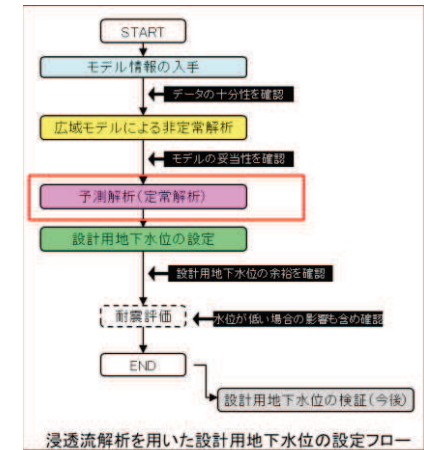 START
モデル情報の入手
データの十分性を確認
広域モデルによる非定常解析
モデルの妥当性を確認
予測解析(定常解析)
設計用地下水位の設定
設計用地下水位の余裕を確認
耐震評価
水位が低い場合の影響も含め確認
END
設計用地下水位の検証(今後)
浸透流解析を用いた設計用地下水位の設定フロー